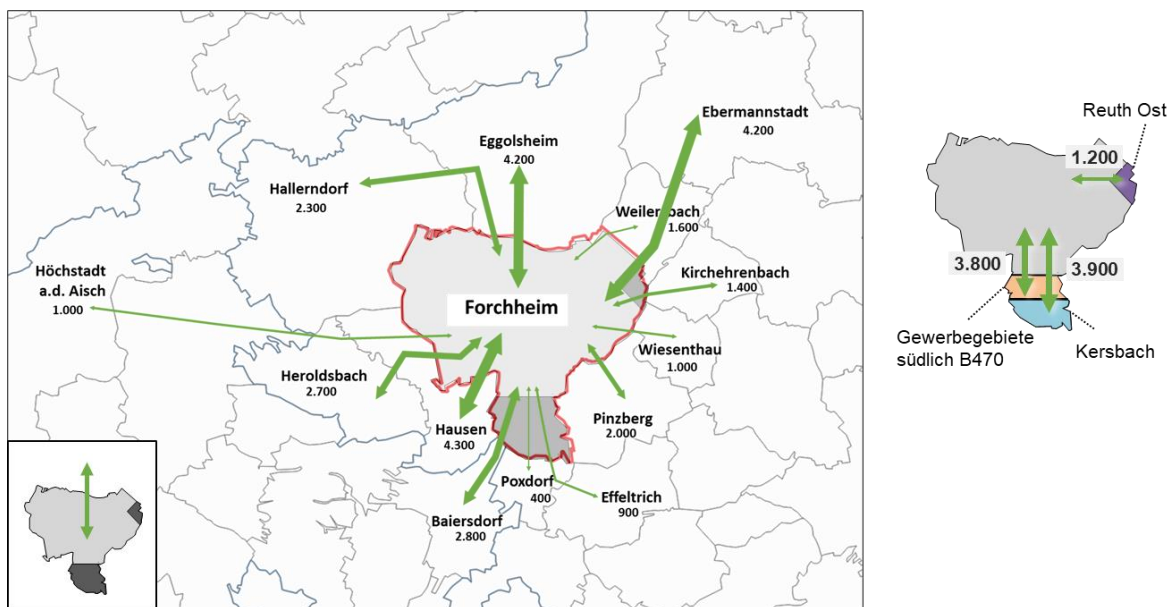 Ebermannstadt
4.200
Eggolsheim
4.200
Hallerndorf
2.300
Weilersbach
1.600
Höchstadt
a.d. Aisch
1.000
Kirchehrenbach
1.400
Forchheim
Wiesenthau
1.000
Heroldsbach
2.700
Pinzberg
2.000
Hausen
4.300
Poxdorf
400
Effeltrich
900
Baiersdorf
2.800
Reuth Ost
1.200
3.800
3.900
Gewerbegebiete
südlich B470
Kersbach